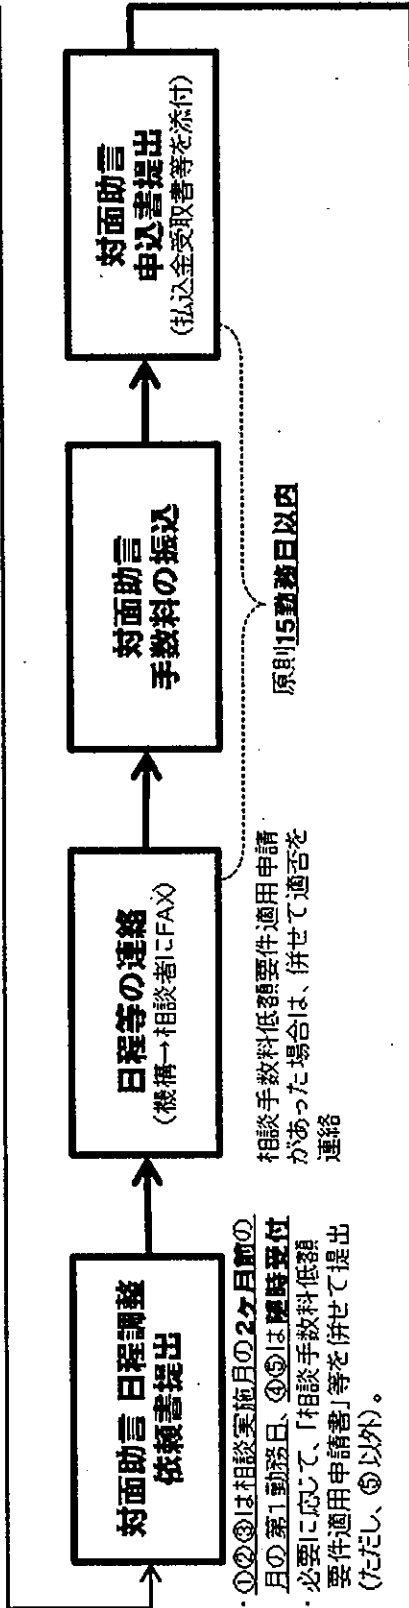 対面助言 日程調整
依頼書提出
・①②③は相談実施月の2ヶ月前の
月の第1勤務日、④⑤は随時受付
・必要に応じて、「相談手数料低額
要件適用申請書」等を併せて提出
(ただし、⑤以外)。
日程等の連絡
(機構→相談者にFAX)
相談手数料低額要件適用申請
があった場合は、併せて適否を
連絡
対面助言
手数料の振込
対面助言
申込書提出
(払込金受取書等を添付)
原則15勤務日以内